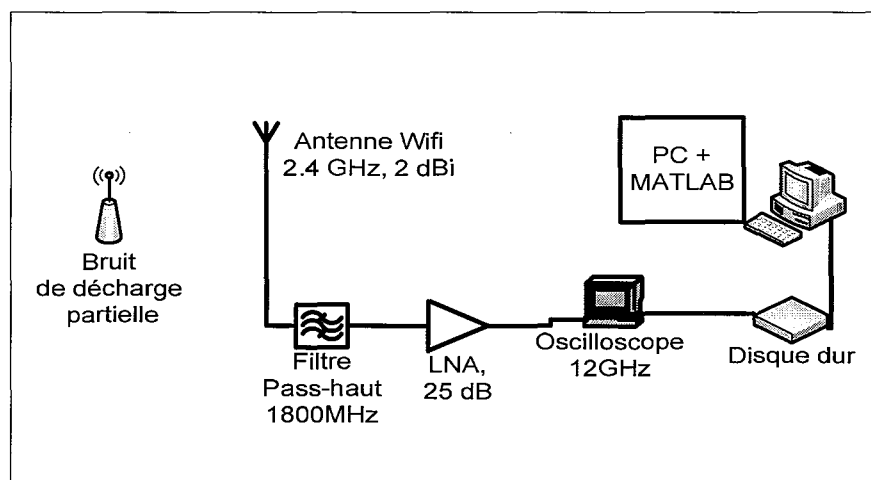 Antenne Wifi
2.4 GHz, 2 dBi
PC +
MATLAB
Bruit
de décharge
partielle
Filtre
Pass-haut
1800MHz
LNA,
25 dB
Oscilloscope
12GHz
Disque dur